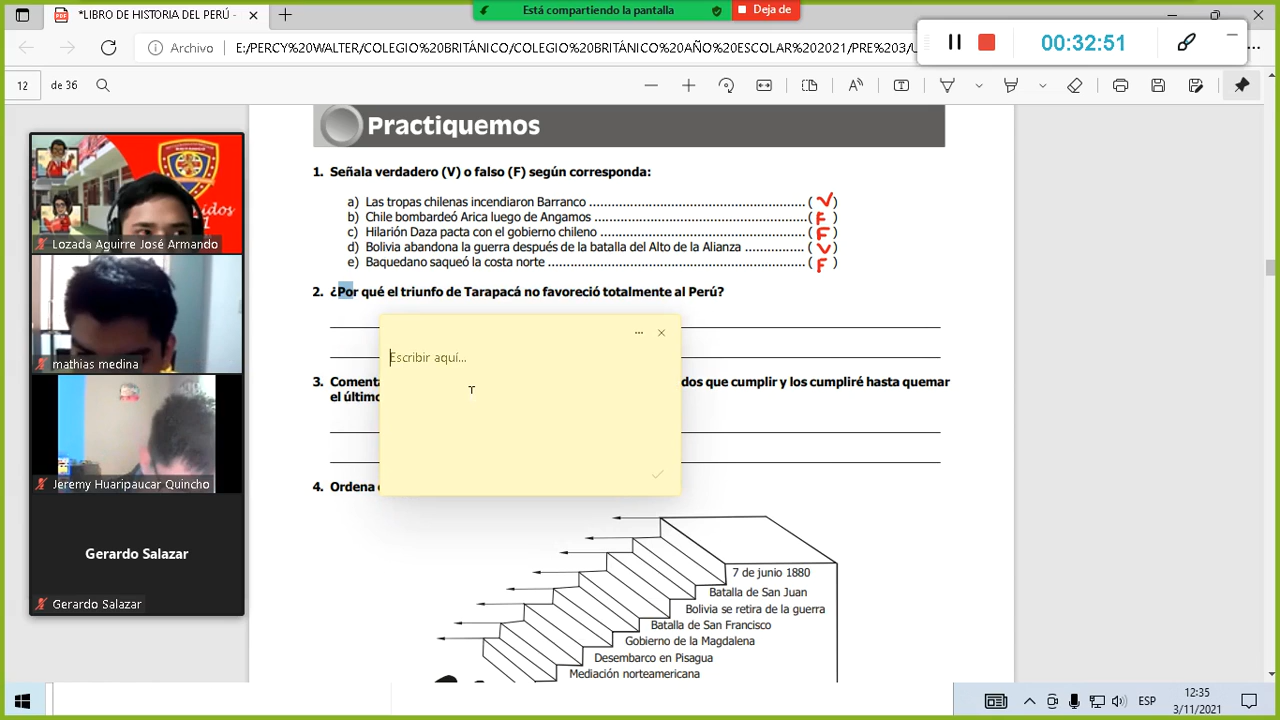 *LIBRO DE HISTORIA DEL PERÚ -
Está compartiendo la pantalla
Deja de
Archivo
E:/PERCY%20WALTER/COLEGIO%20BRITÁNICO/COLEGIO%20BRITÁNICO%20AÑO%20ESCOLAR%202021/PRE%203/L
00:32:51
12 de 36
Practiquemos
1. Señala verdadero (V) o falso (F) según corresponda:
a) Las tropas chilenas incendiaron Barranco ( V )
b) Chile bombardeó Arica luego de Angamos ( F )
c) Hilarión Daza pacta con el gobierno chileno ( F )
d) Bolivia abandona la guerra después de la batalla del Alto de la Alianza ( V )
e) Baquedano saqueó la costa norte ( F )
2. ¿Por qué el triunfo de Tarapacá no favoreció totalmente al Perú?
Escribir aquí...
3. Coment dos que cumplir y los cumpliré hasta quemar
el último
4. Ordena
7 de junio 1880
Batalla de San Juan
Bolivia se retira de la guerra
Batalla de San Francisco
Gobierno de la Magdalena
Desembarco en Pisagua
Mediación norteamericana
Lozada Aguirre José Armando
mathias medina
Jeremy Huaripaucar Quincho
Gerardo Salazar
Gerardo Salazar
ESP
12:35
3/11/2021